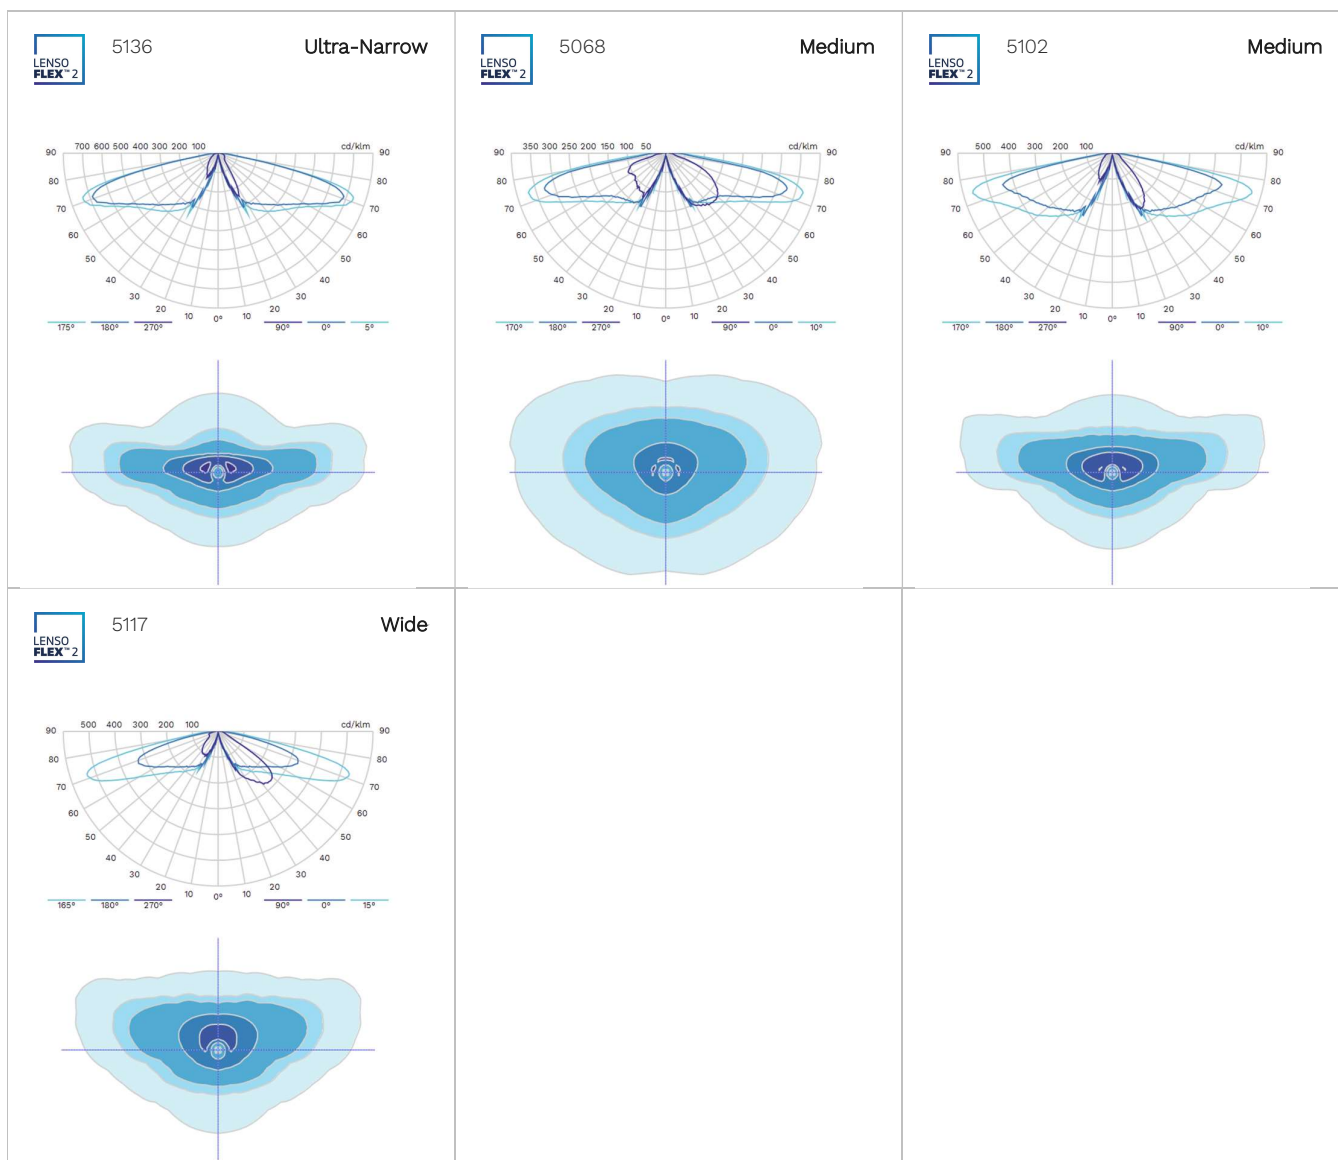 5136 Ultra-Narrow
LENSO
FLEX™ 2
700 600 500 400 300 200 100 cd/klm
90 90
80 80
70 70
60 60
50 50
40 40
30 30
20 10 0° 10 20
175° 180° 270° 90° 0° 5°
5068 Medium
LENSO
FLEX™ 2
350 300 250 200 150 100 50 cd/klm
90 90
80 80
70 70
60 60
50 50
40 40
30 30
20 10 0° 10 20
170° 180° 270° 90° 0° 10°
5102 Medium
LENSO
FLEX™ 2
500 400 300 200 100 cd/klm
90 90
80 80
70 70
60 60
50 50
40 40
30 30
20 10 0° 10 20
170° 180° 270° 90° 0° 10°
5117 Wide
LENSO
FLEX™ 2
500 400 300 200 100 cd/klm
90 90
80 80
70 70
60 60
50 50
40 40
30 30
20 10 0° 10 20
165° 180° 270° 90° 0° 15°